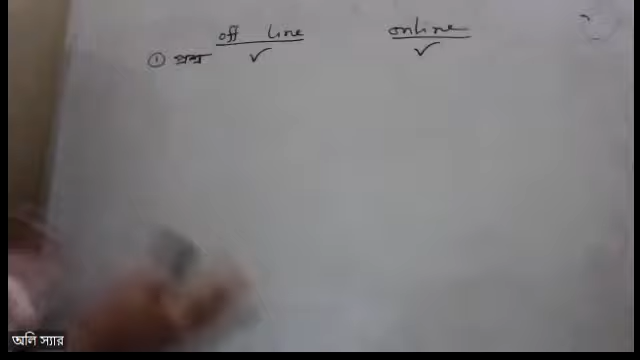 off line online
① প্রশ্ন ✓ ✓
অলি স্যার